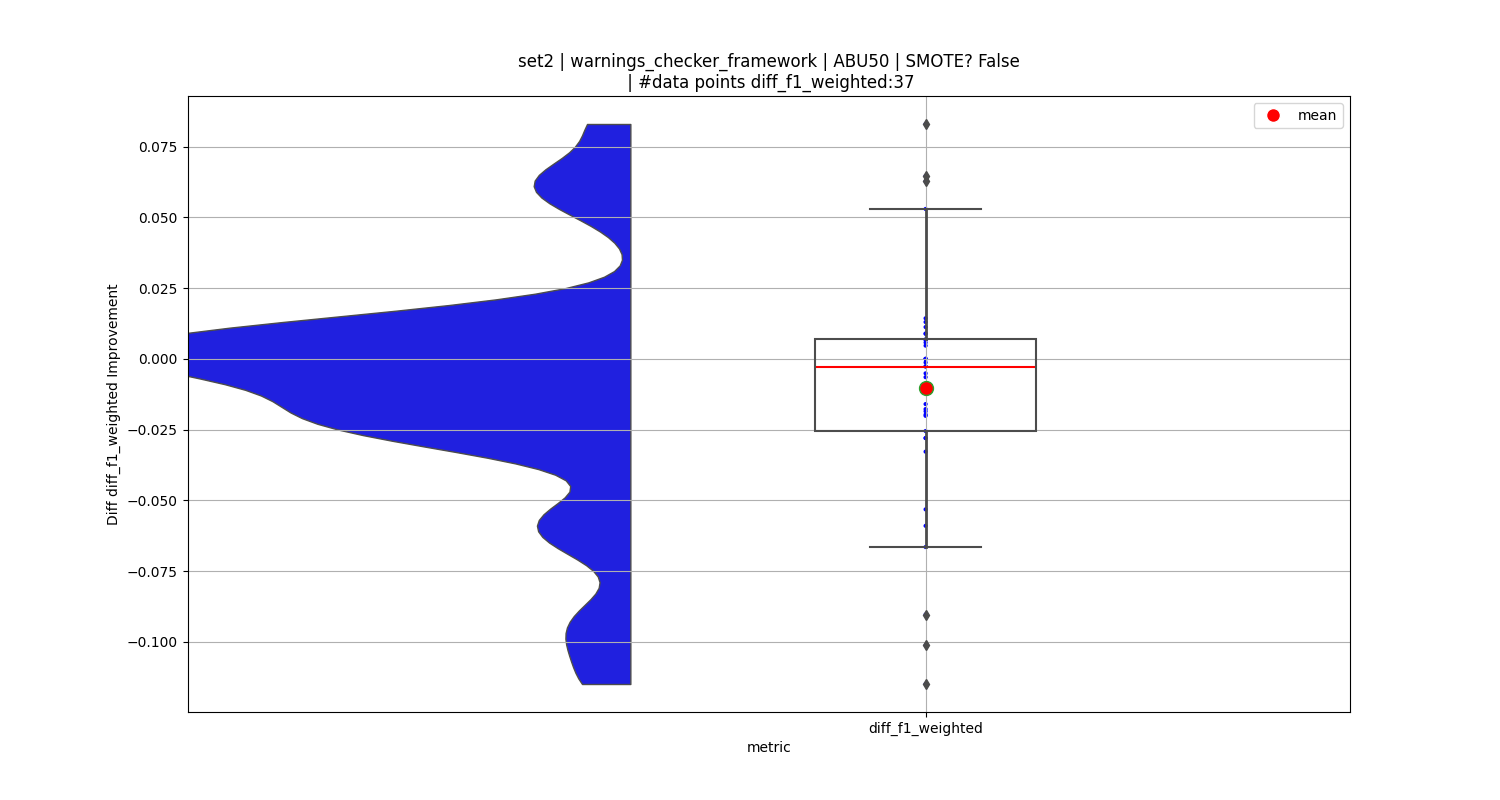 set2 | warnings_checker_framework | ABU50 | SMOTE? False
| #data points diff_f1_weighted:37
mean
0.075
0.050
0.025
0.000
−0.025
−0.050
−0.075
−0.100
Diff diff_f1_weighted Improvement
diff_f1_weighted
metric